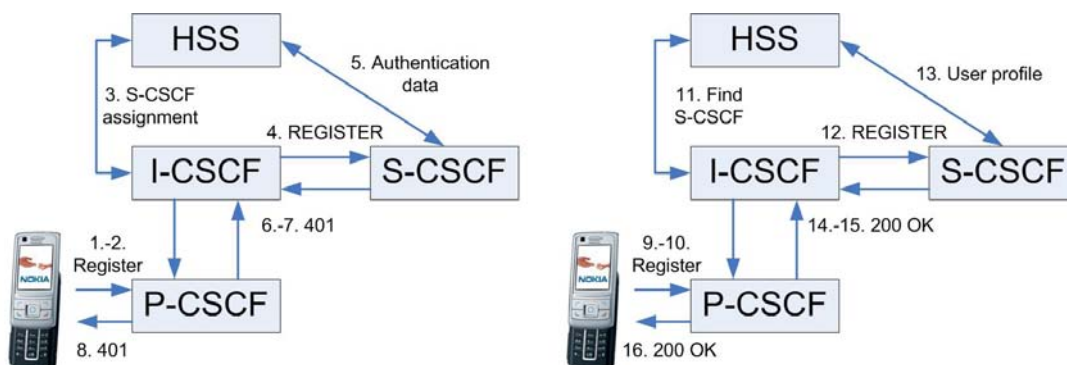 HSS
5. Authentication
data
3. S-CSCF
assignment
4. REGISTER
I-CSCF
S-CSCF
6.-7. 401
1.-2.
Register
NOKIA
P-CSCF
8. 401
HSS
13. User profile
11. Find
S-CSCF
12. REGISTER
I-CSCF
S-CSCF
14.-15. 200 OK
9.-10.
Register
NOKIA
P-CSCF
16. 200 OK